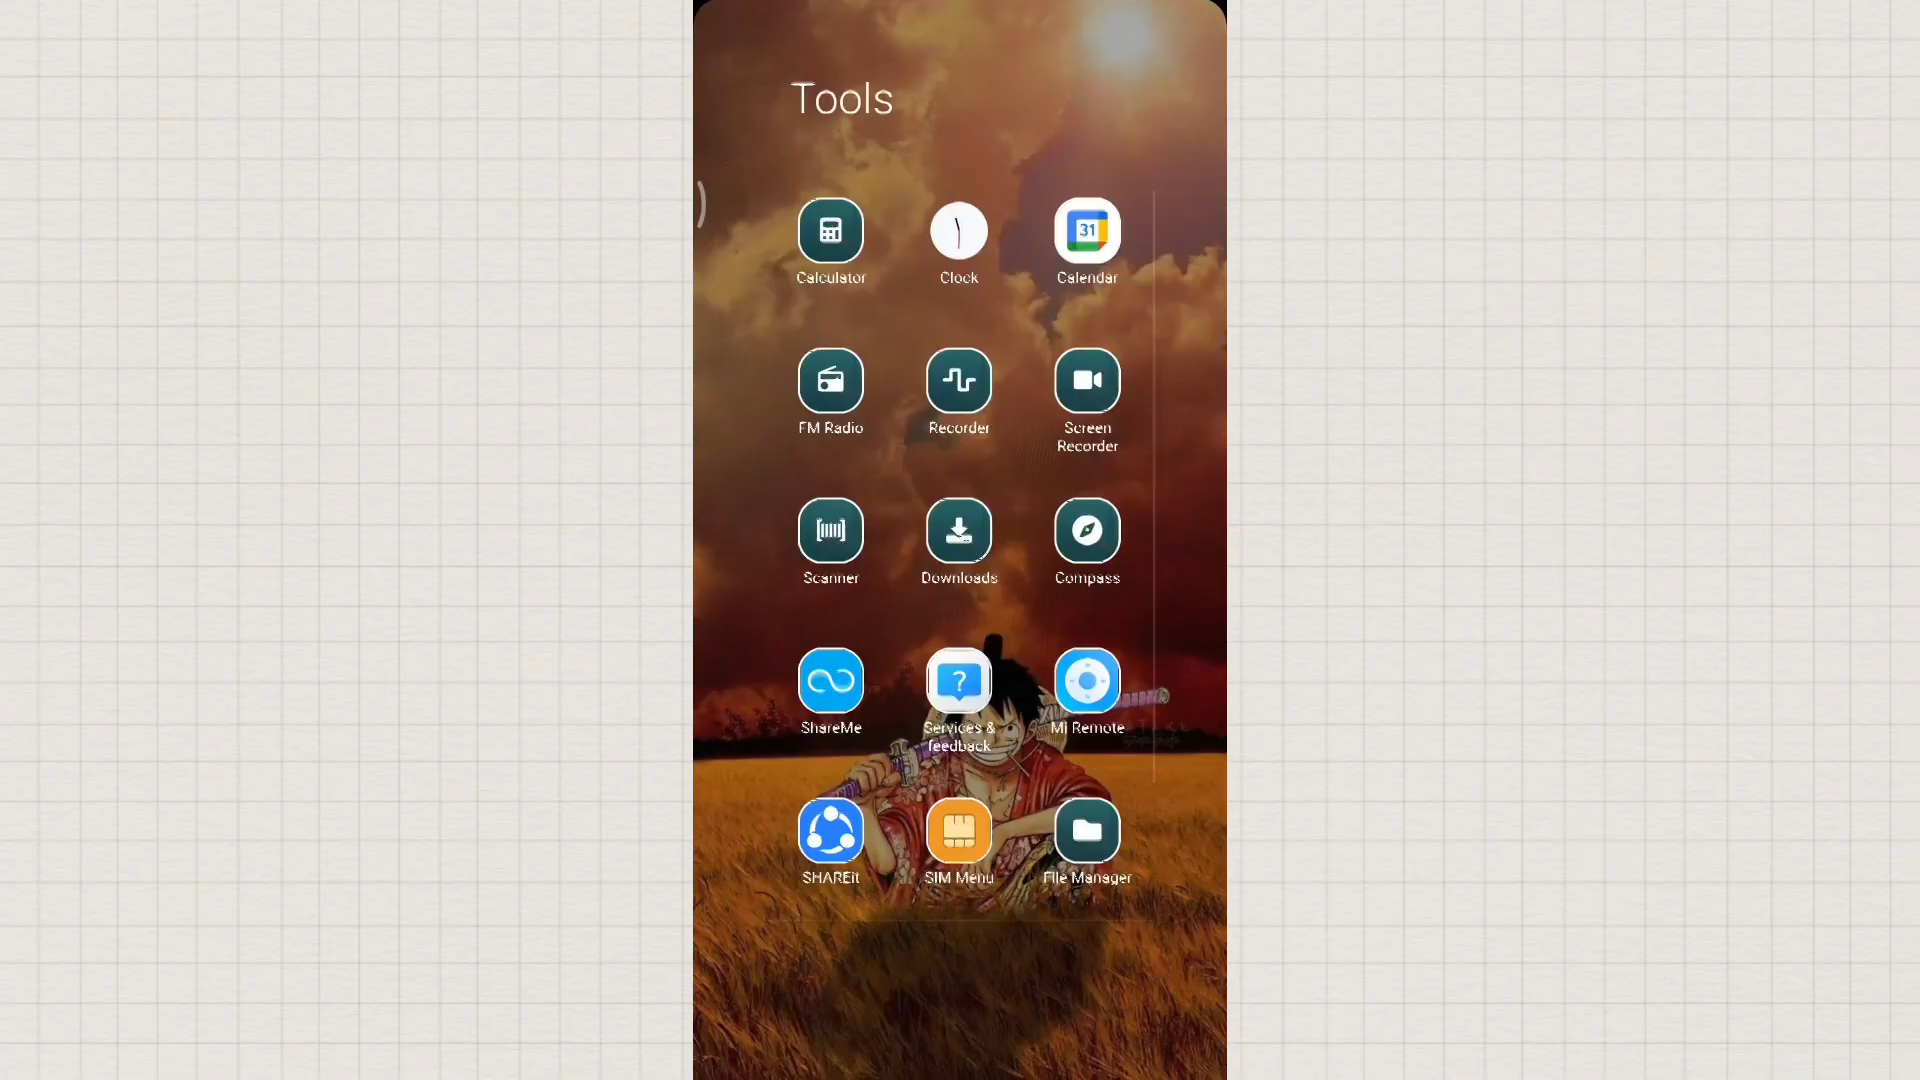 Tools
31
Calculator
Clock
Calendar
FM Radio
Recorder
Screen
Recorder
Scanner
Downloads
Compass
?
ShareMe
Services &
feedback
Mi Remote
SHAREit
SIM Menu
File Manager